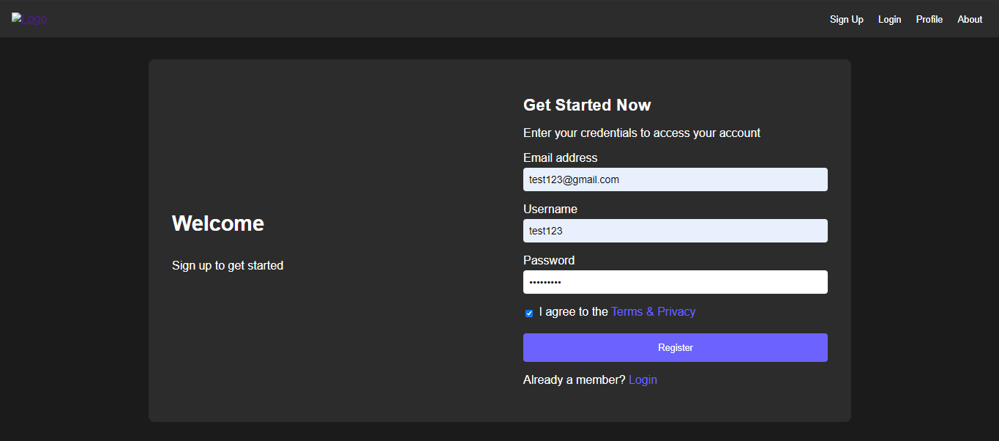 Logo
Sign Up Login Profile About
Welcome
Sign up to get started
Get Started Now
Enter your credentials to access your account
Email address
test123@gmail.com
Username
test123
Password
•••••••••
I agree to the Terms & Privacy
Register
Already a member? Login